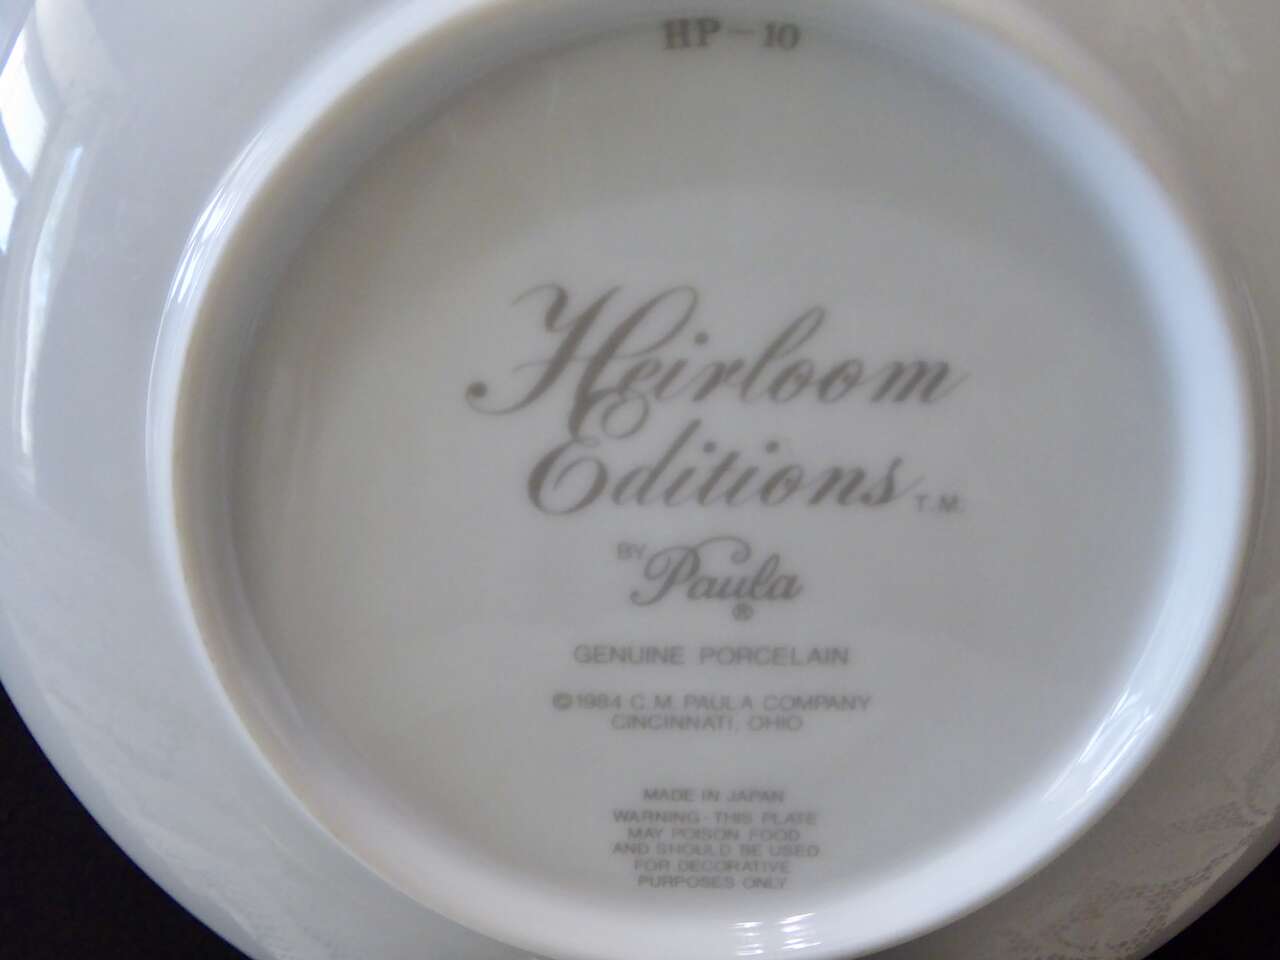 HP-10
Heirloom
Editions T.M.
BY Paula ®
GENUINE PORCELAIN
©1984 C.M. PAULA COMPANY
CINCINNATI, OHIO
MADE IN JAPAN
WARNING - THIS PLATE
MAY POISON FOOD
AND SHOULD BE USED
FOR DECORATIVE
PURPOSES ONLY.